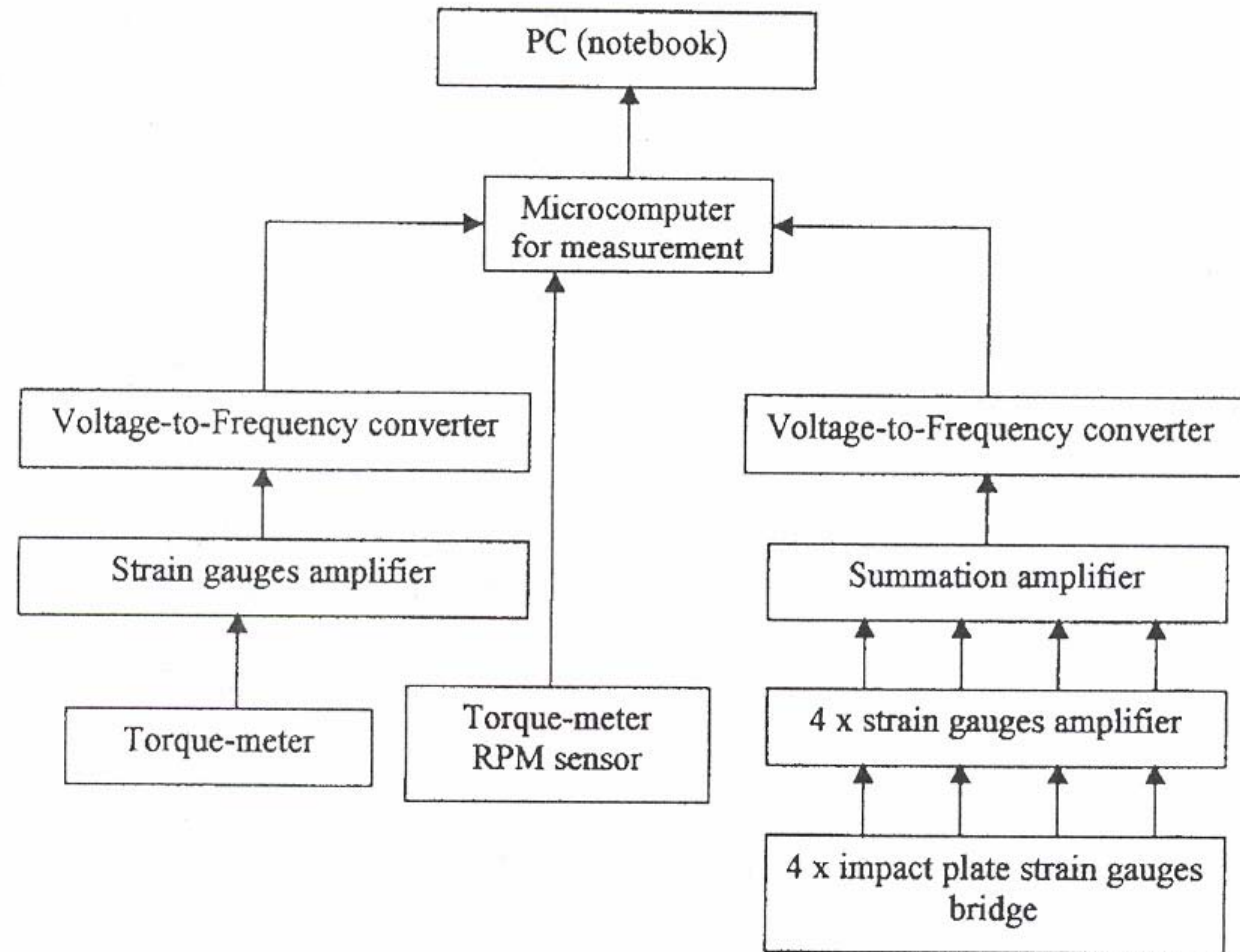 PC (notebook)
Microcomputer
for measurement
Voltage-to-Frequency converter
Voltage-to-Frequency converter
Strain gauges amplifier
Summation amplifier
Torque-meter
Torque-meter
RPM sensor
4 x strain gauges amplifier
4 x impact plate strain gauges
bridge